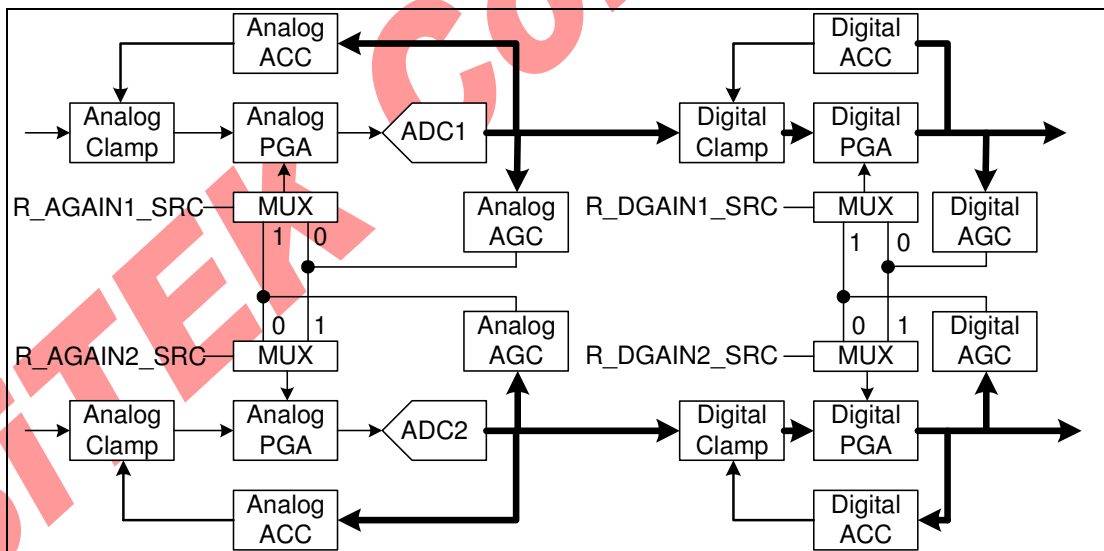 Analog
ACC
Digital
ACC
Analog
Clamp
Analog
PGA
ADC1
Digital
Clamp
Digital
PGA
R_AGAIN1_SRC
MUX
Analog
AGC
R_DGAIN1_SRC
MUX
Digital
AGC
1 0
1 0
0 1
0 1
R_AGAIN2_SRC
MUX
Analog
AGC
R_DGAIN2_SRC
MUX
Digital
AGC
Analog
Clamp
Analog
PGA
ADC2
Digital
Clamp
Digital
PGA
Analog
ACC
Digital
ACC